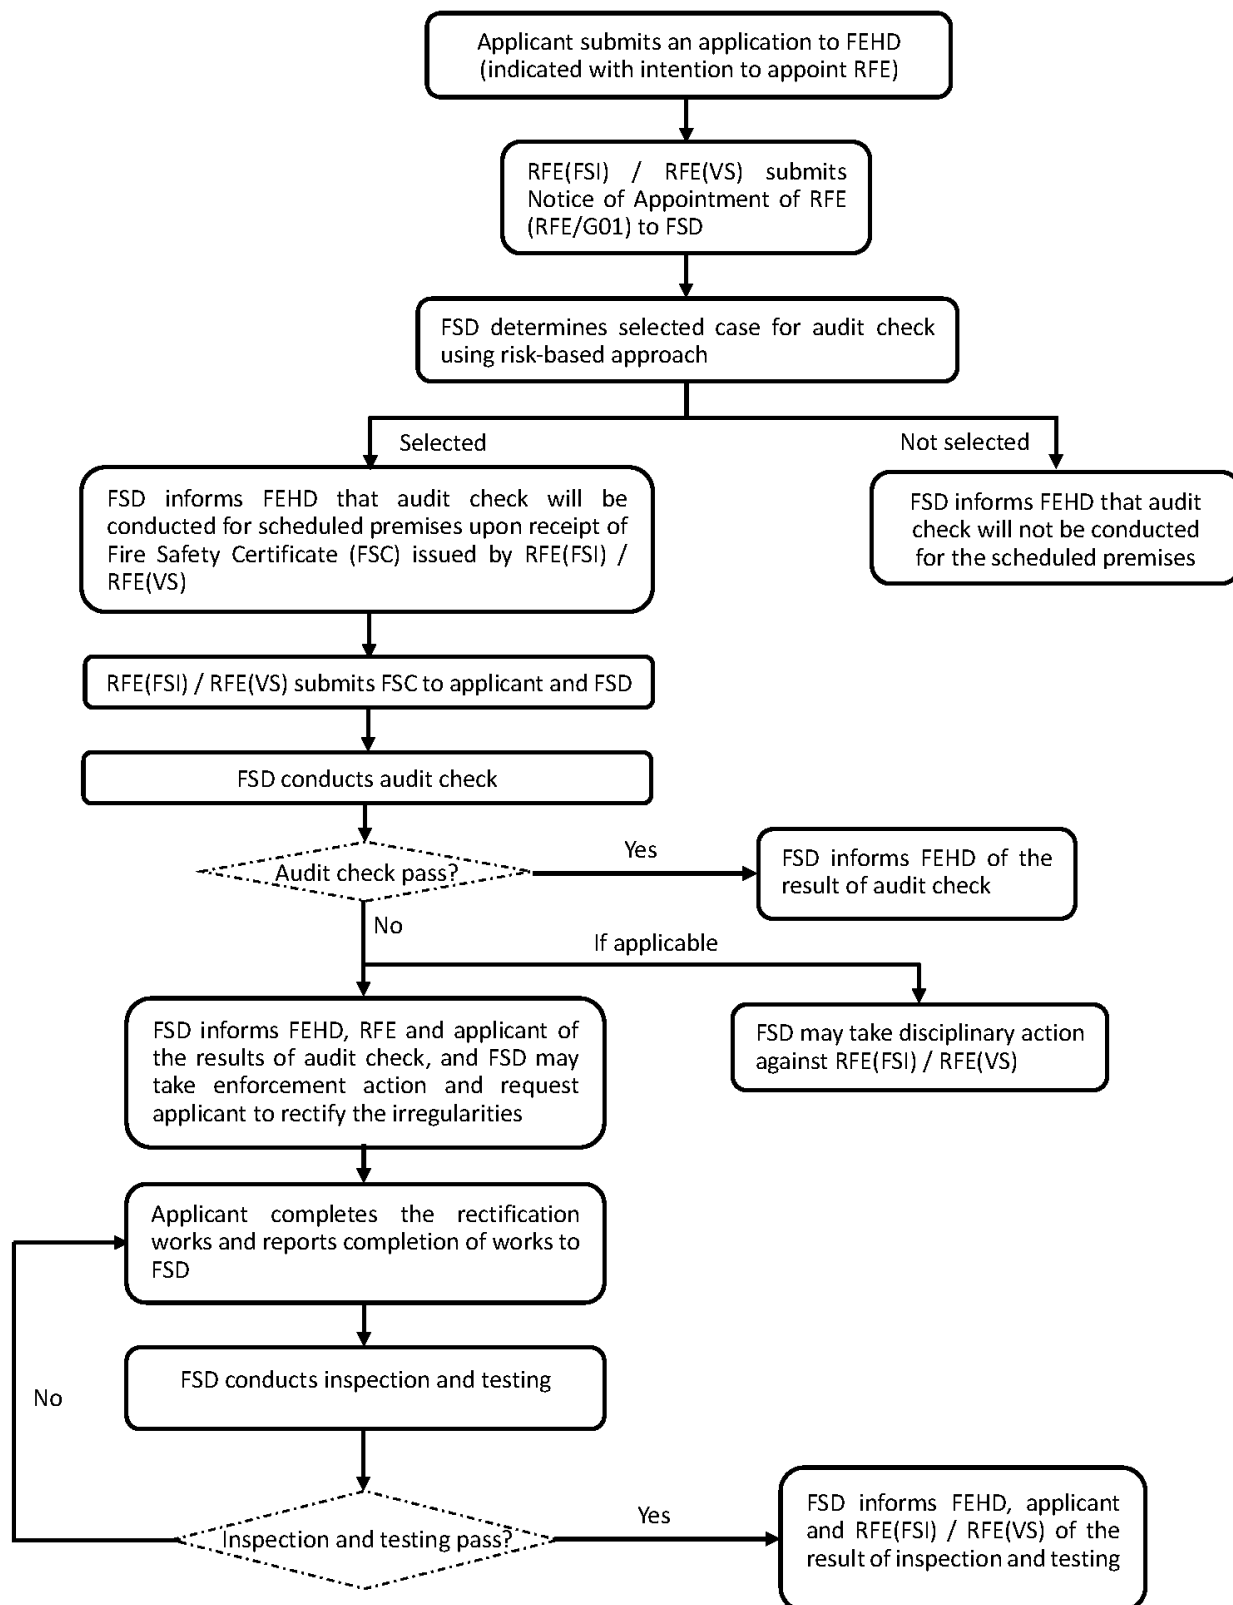 Applicant submits an application to FEHD
(indicated with intention to appoint RFE)
RFE(FSI) / RFE(VS) submits
Notice of Appointment of RFE
(RFE/G01) to FSD
FSD determines selected case for audit check
using risk-based approach
Selected
Not selected
FSD informs FEHD that audit check will be
conducted for scheduled premises upon receipt of
Fire Safety Certificate (FSC) issued by RFE(FSI) /
RFE(VS)
FSD informs FEHD that audit
check will not be conducted
for the scheduled premises
RFE(FSI) / RFE(VS) submits FSC to applicant and FSD
FSD conducts audit check
Audit check pass?
Yes
FSD informs FEHD of the
result of audit check
No
If applicable
FSD informs FEHD, RFE and applicant of
the results of audit check, and FSD may
take enforcement action and request
applicant to rectify the irregularities
FSD may take disciplinary action
against RFE(FSI) / RFE(VS)
Applicant completes the rectification
works and reports completion of works to
FSD
FSD conducts inspection and testing
No
Inspection and testing pass?
Yes
FSD informs FEHD, applicant
and RFE(FSI) / RFE(VS) of the
result of inspection and testing